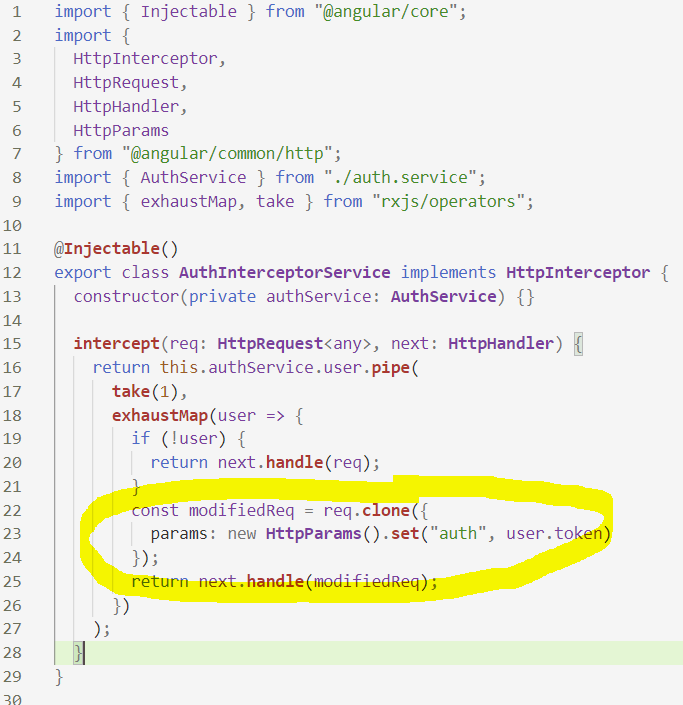 1 import { Injectable } from "@angular/core";
2 import {
3 HttpInterceptor,
4 HttpRequest,
5 HttpHandler,
6 HttpParams
7 } from "@angular/common/http";
8 import { AuthService } from "./auth.service";
9 import { exhaustMap, take } from "rxjs/operators";
10
11 @Injectable()
12 export class AuthInterceptorService implements HttpInterceptor {
13 constructor(private authService: AuthService) {}
14
15 intercept(req: HttpRequest<any>, next: HttpHandler) {
16 return this.authService.user.pipe(
17 take(1),
18 exhaustMap(user => {
19 if (!user) {
20 return next.handle(req);
21 }
22 const modifiedReq = req.clone({
23 params: new HttpParams().set("auth", user.token)
24 });
25 return next.handle(modifiedReq);
26 })
27 );
28 }
29 }
30